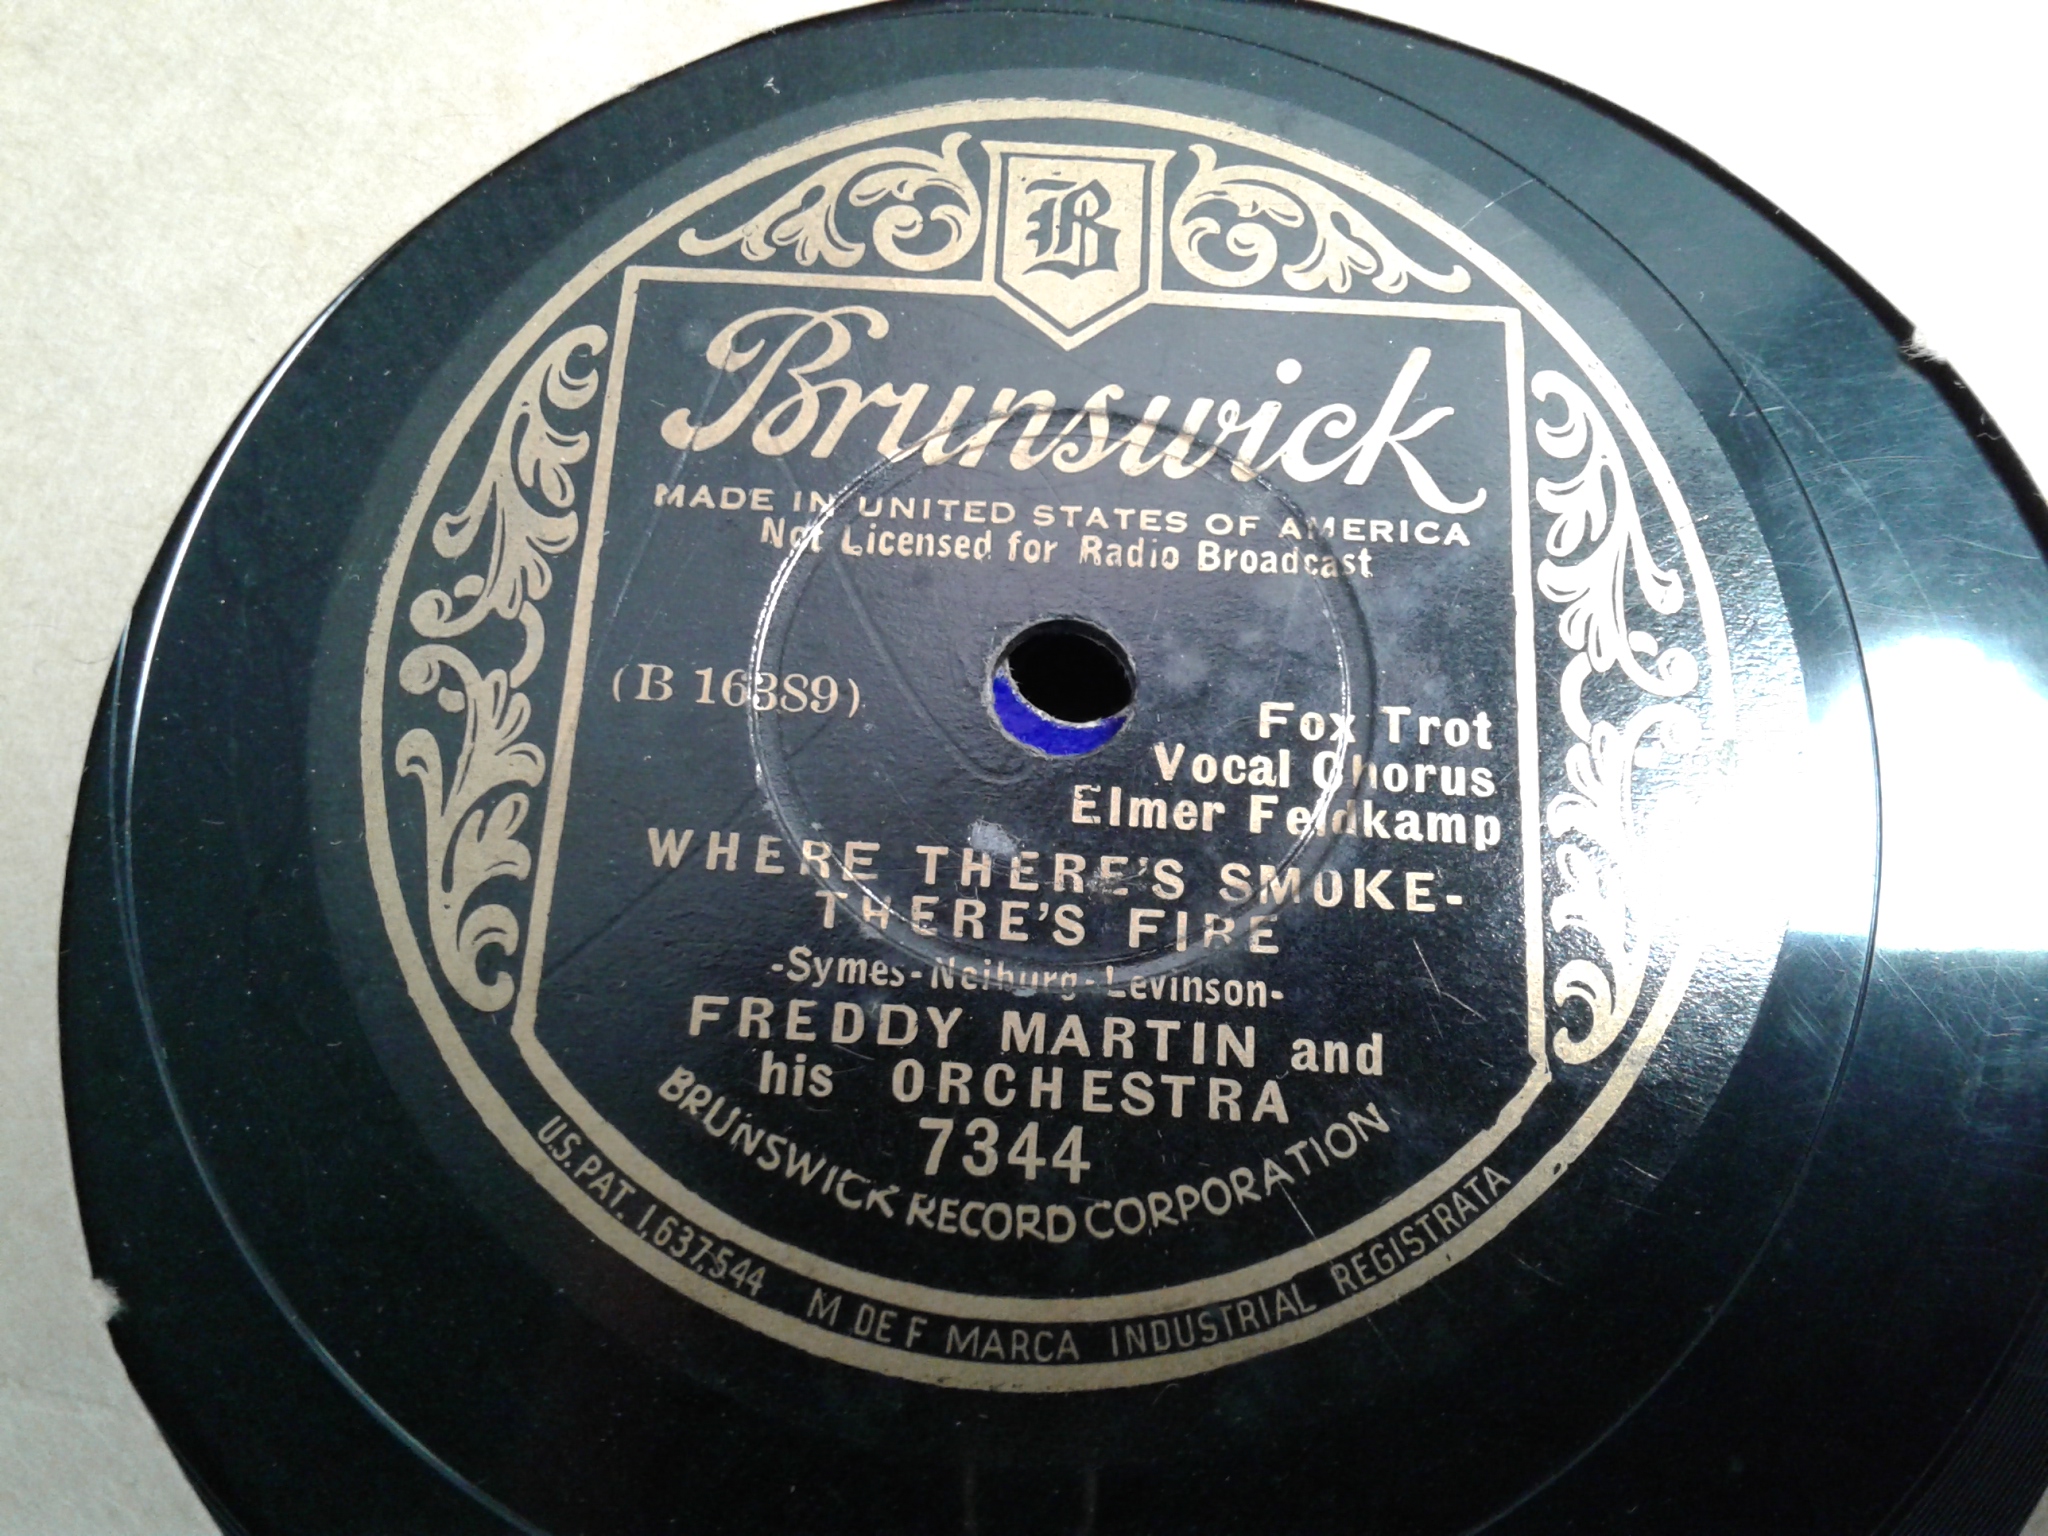 B
Brunswick
MADE IN UNITED STATES OF AMERICA
Not Licensed for Radio Broadcast
(B 16389)
Fox Trot
Vocal Chorus
Elmer Feldkamp
WHERE THERE'S SMOKE-
THERE'S FIRE
-Symes-Neiburg-Levinson-
FREDDY MARTIN and
his ORCHESTRA
7344
BRUNSWICK RECORD CORPORATION
U.S. PAT. 1,637,544 M DE F MARCA INDUSTRIAL REGISTRATA